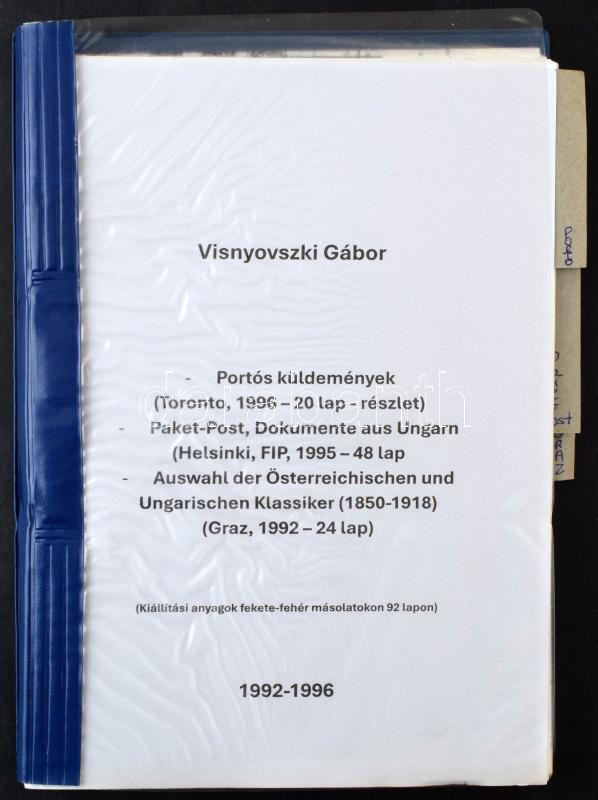 Visnyovszki Gábor
- Portós küldemények
(Toronto, 1996 – 20 lap - részlet)
- Paket-Post, Dokumente aus Ungarn
(Helsinki, FIP, 1995 – 48 lap
- Auswahl der Österreichischen und
Ungarischen Klassiker (1850-1918)
(Graz, 1992 – 24 lap)
(Kiállítási anyagok fekete-fehér másolatokon 92 lapon)
1992-1996
darabanth